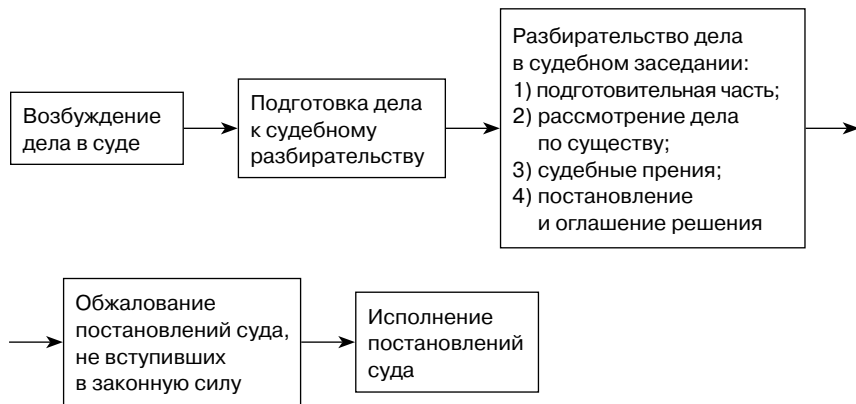 Возбуждение
дела в суде
Подготовка дела
к судебному
разбирательству
Разбирательство дела
в судебном заседании:
1) подготовительная часть;
2) рассмотрение дела
по существу;
3) судебные прения;
4) постановление
и оглашение решения
Обжалование
постановлений суда,
не вступивших
в законную силу
Исполнение
постановлений
суда